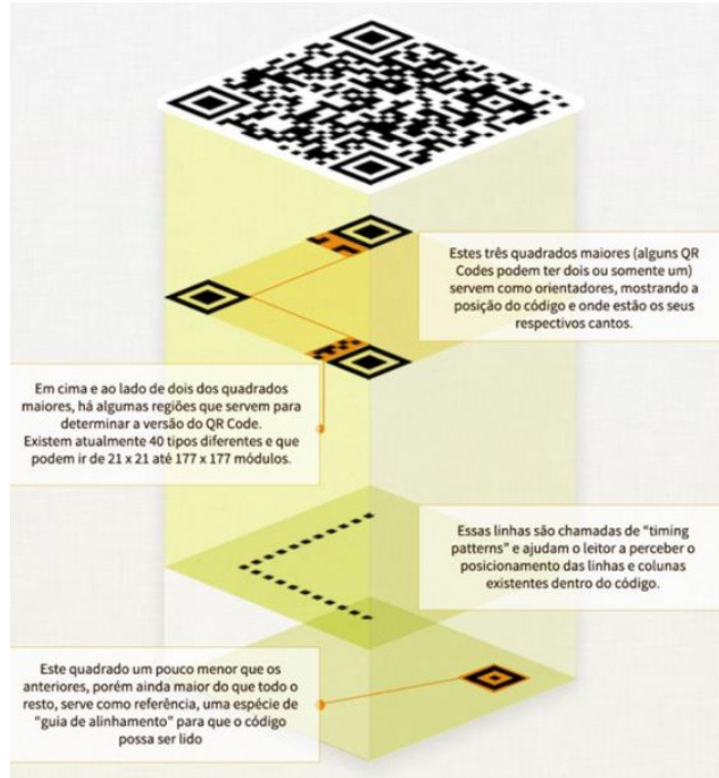 Estes três quadrados maiores (alguns QR
Codes podem ter dois ou somente um)
servem como orientadores, mostrando a
posição do código e onde estão os seus
respectivos cantos.
Em cima e ao lado de dois dos quadrados
maiores, há algumas regiões que servem para
determinar a versão do QR Code.
Existem atualmente 40 tipos diferentes e que
podem ir de 21 x 21 até 177 x 177 módulos.
Essas linhas são chamadas de “timing
patterns” e ajudam o leitor a perceber o
posicionamento das linhas e colunas
existentes dentro do código.
Este quadrado um pouco menor que os
anteriores, porém ainda maior do que todo o
resto, serve como referência, uma espécie de
“guia de alinhamento” para que o código
possa ser lido